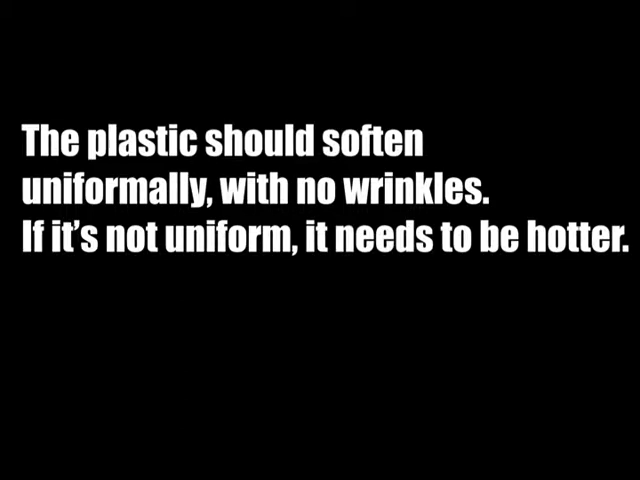 The plastic should soften
uniformally, with no wrinkles.
If it’s not uniform, it needs to be hotter.